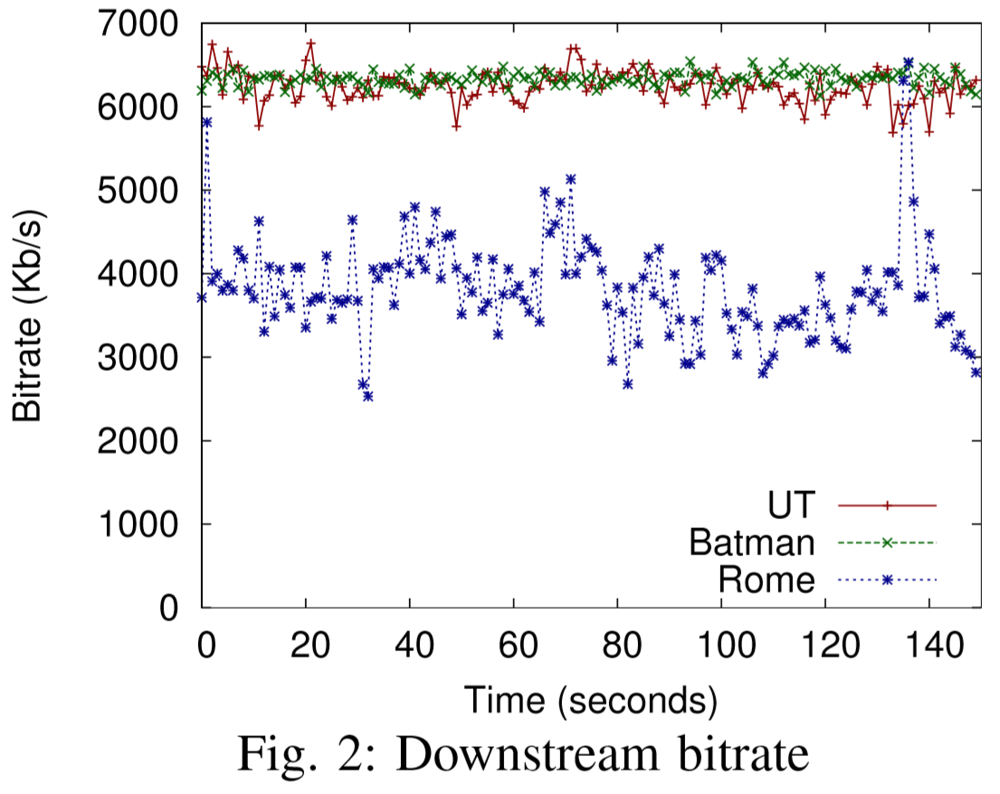 7000
6000
5000
4000
3000
2000
1000
0
Bitrate (Kb/s)
UT
Batman
Rome
0 20 40 60 80 100 120 140
Time (seconds)
Fig. 2: Downstream bitrate